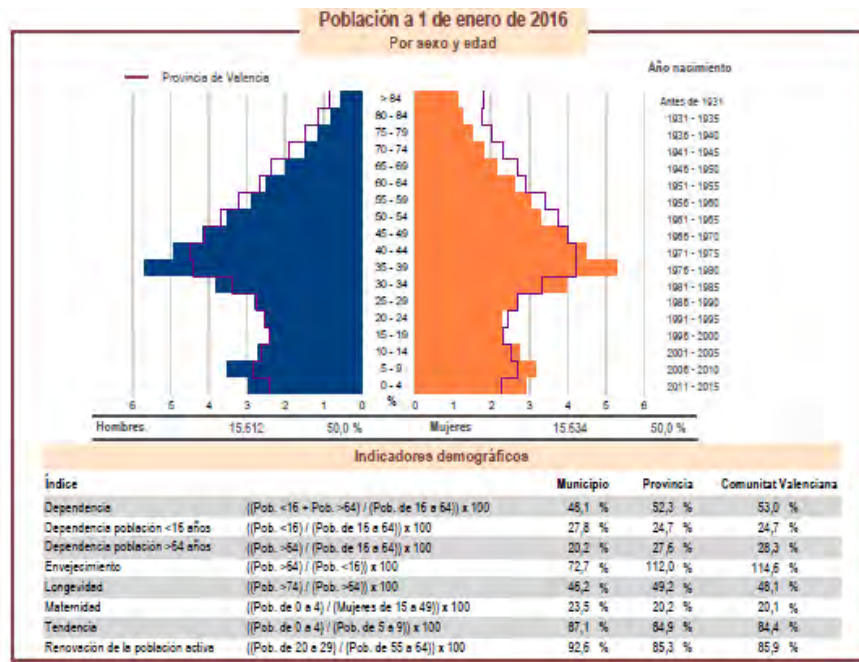 Población a 1 de enero de 2016
Por sexo y edad
Provincia de Valencia
Año nacimiento
> 84 Antes de 1931
80 - 84 1931 - 1935
75 - 79 1936 - 1940
70 - 74 1941 - 1945
65 - 69 1946 - 1950
60 - 64 1951 - 1955
55 - 59 1956 - 1960
50 - 54 1961 - 1965
45 - 49 1966 - 1970
40 - 44 1971 - 1975
35 - 39 1976 - 1980
30 - 34 1981 - 1985
25 - 29 1986 - 1990
20 - 24 1991 - 1995
15 - 19 1996 - 2000
10 - 14 2001 - 2005
5 - 9 2006 - 2010
0 - 4 2011 - 2015
6 5 4 3 2 1 0 % 0 1 2 3 4 5 6
Hombres 15.612 50,0 % Mujeres 15.634 50,0 %
Indicadores demográficos
Índice Municipio Provincia Comunitat Valenciana
Dependencia ((Pob. <16 + Pob. >64) / (Pob. de 16 a 64)) x 100 48,1 % 52,3 % 53,0 %
Dependencia población <16 años ((Pob. <16) / (Pob. de 16 a 64)) x 100 27,8 % 24,7 % 24,7 %
Dependencia población >64 años ((Pob. >64) / (Pob. de 16 a 64)) x 100 20,2 % 27,6 % 28,3 %
Envejecimiento ((Pob. >64) / (Pob. <16)) x 100 72,7 % 112,0 % 114,6 %
Longevidad ((Pob. >74) / (Pob. >64)) x 100 46,2 % 49,2 % 48,1 %
Maternidad ((Pob. de 0 a 4) / (Mujeres de 15 a 49)) x 100 23,5 % 20,2 % 20,1 %
Tendencia ((Pob. de 0 a 4) / (Pob. de 5 a 9)) x 100 87,1 % 84,9 % 84,4 %
Renovación de la población activa ((Pob. de 20 a 29) / (Pob. de 55 a 64)) x 100 92,6 % 85,3 % 85,9 %